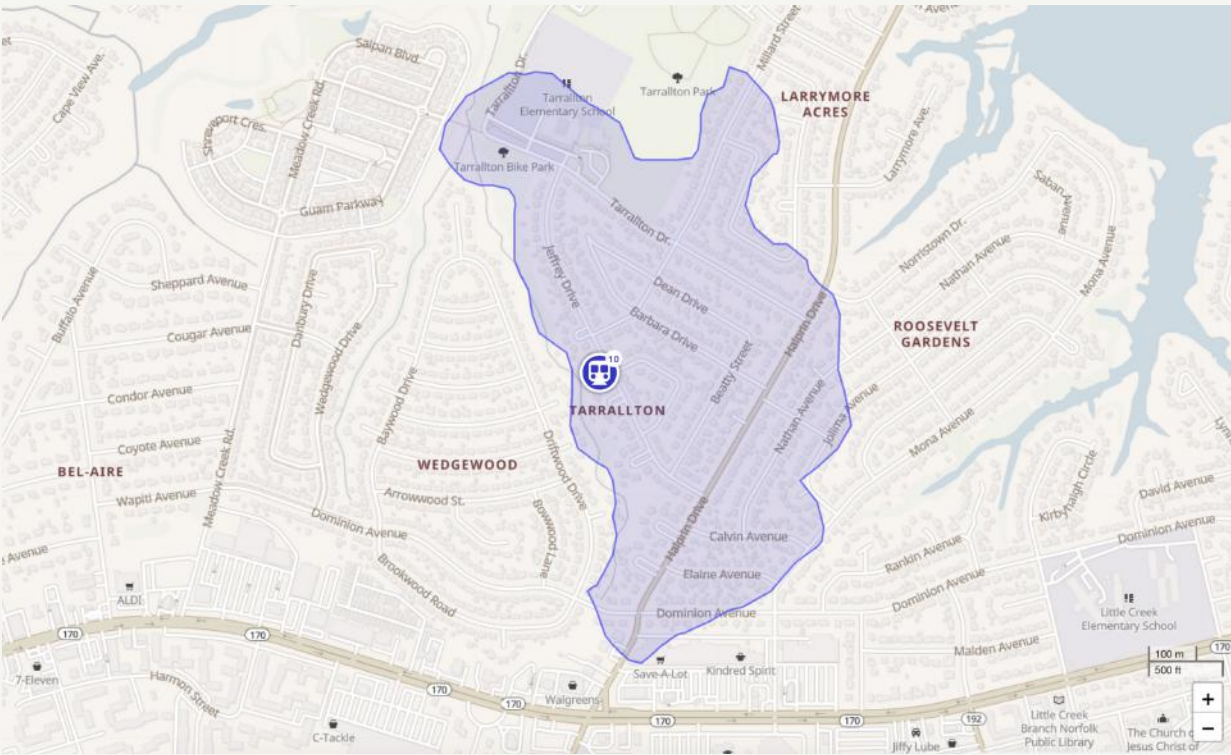 Saipan Blvd.
Cape View Ave.
Meadow Creek Rd.
Shreveport Cres.
Guam Parkway
Tarrallton Dr.
Tarrallton
Elementary School
Tarrallton Park
Millard Street
LARRYMORE
ACRES
Larrymore Ave.
Tarrallton Bike Park
Tarrallton Dr.
Saban Avenue
Norristown Dr.
Nathan Avenue
Mona Avenue
Buffalo Avenue
Sheppard Avenue
Danbury Drive
Jeffrey Drive
Dean Drive
Barbara Drive
Halprin Drive
ROOSEVELT
GARDENS
Cougar Avenue
Wedgewood Drive
10
Condor Avenue
Baywood Drive
TARRALLTON
Beatty Street
Nathan Avenue
Jolima Avenue
Mona Avenue
Coyote Avenue
BEL-AIRE
WEDGEWOOD
Driftwood Drive
Meadow Creek Rd.
Wapiti Avenue
Arrowwood St.
Kirbyhaigh Circle
David Avenue
Dominion Avenue
Bowwood Lane
Halprin Drive
Calvin Avenue
Rankin Avenue
Dominion Avenue
e Avenue
Brookwood Road
Elaine Avenue
Dominion Avenue
Dominion Avenue
ALDI
Little Creek
Elementary School
170
170
Malden Avenue
100 m
500 ft
170
7-Eleven
Harmon Street
Save-A-Lot
Kindred Spirit
170
Walgreens
170
170
170
192
C-Tackle
Jiffy Lube
Little Creek
Branch Norfolk
Public Library
The Church of
Jesus Christ of
+
−